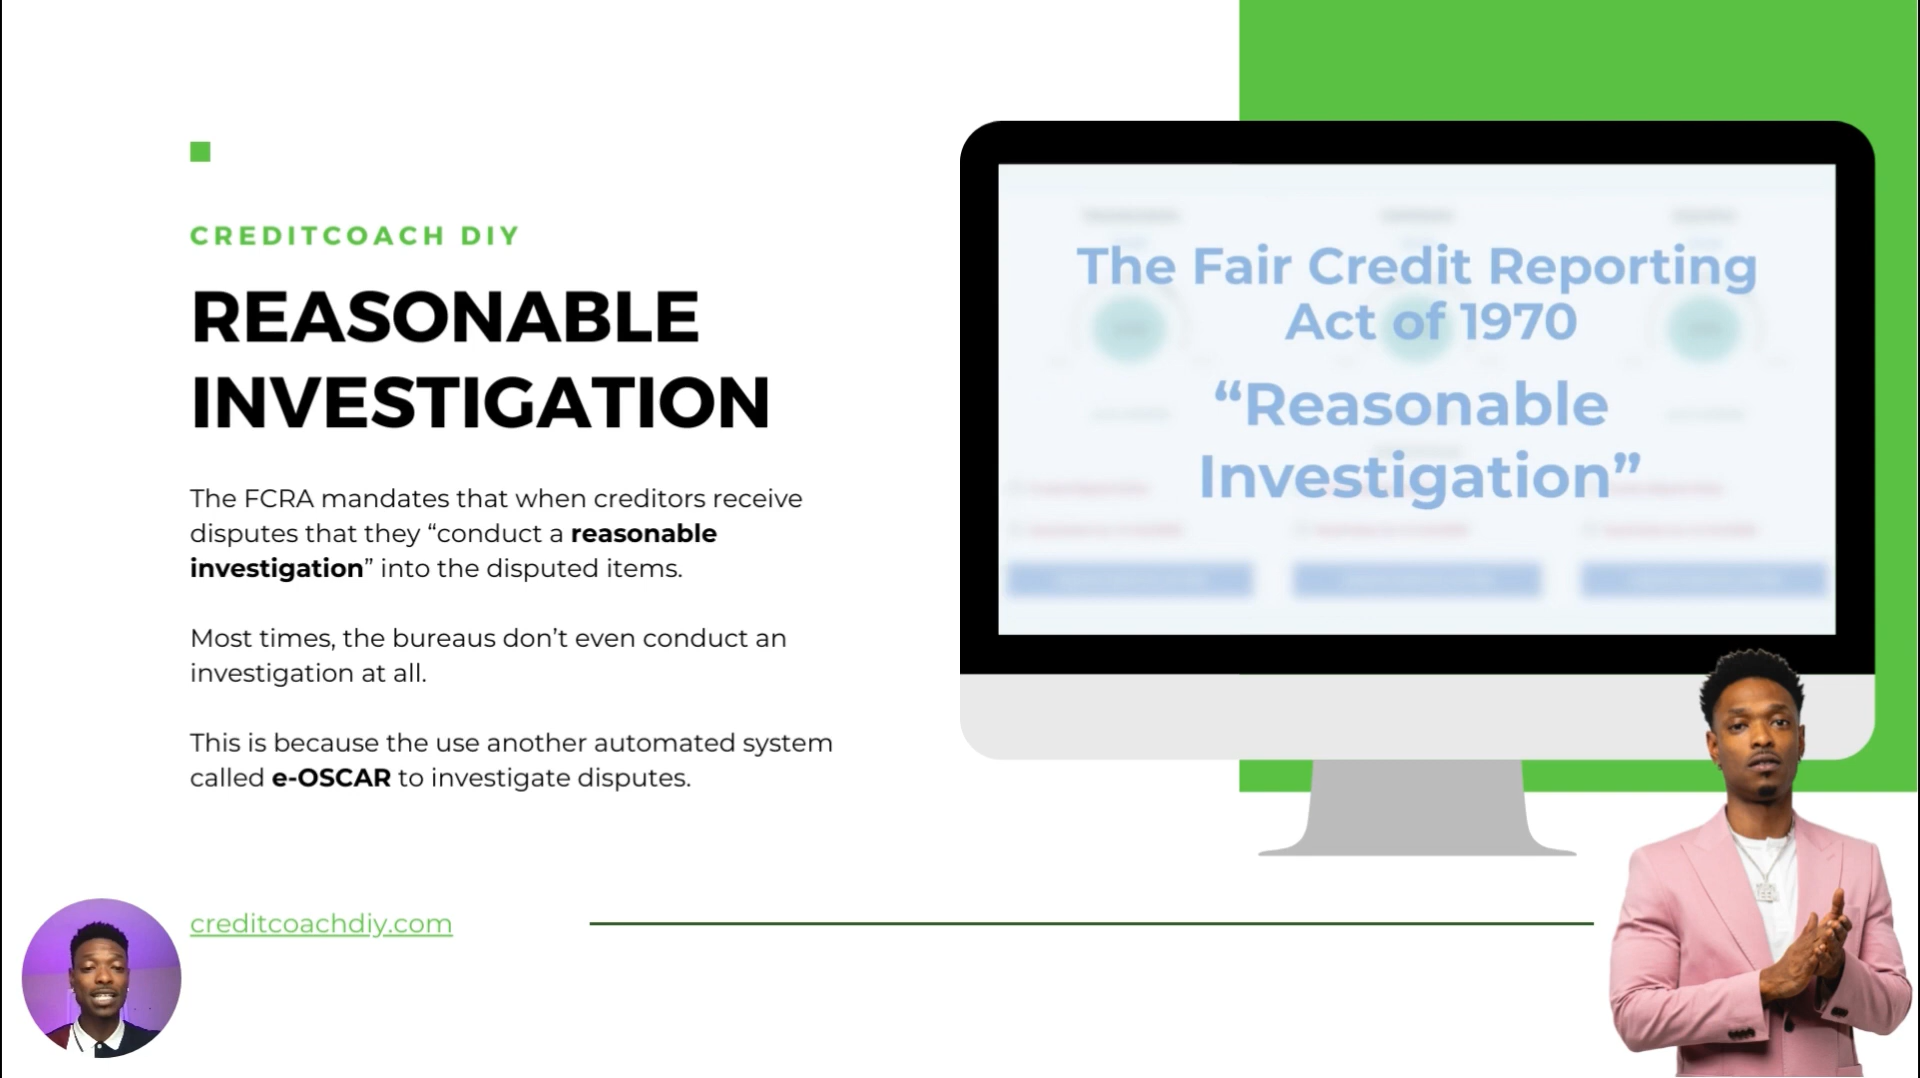 CREDITCOACH DIY
REASONABLE
INVESTIGATION
The FCRA mandates that when creditors receive
disputes that they “conduct a reasonable
investigation” into the disputed items.
Most times, the bureaus don’t even conduct an
investigation at all.
This is because the use another automated system
called e-OSCAR to investigate disputes.
creditcoachdiy.com
The Fair Credit Reporting
Act of 1970
“Reasonable
Investigation”